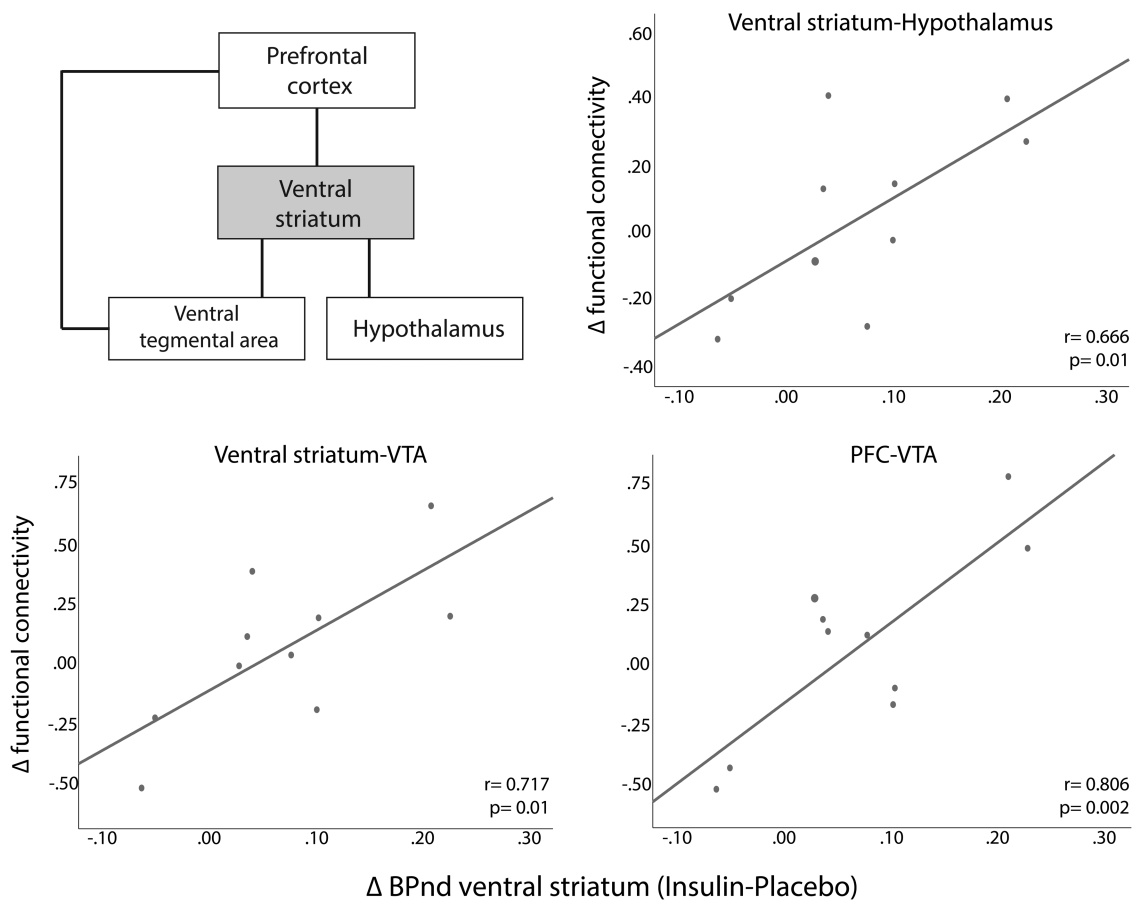 Prefrontal
cortex
Ventral
striatum
Ventral
tegmental area
Hypothalamus
Ventral striatum-Hypothalamus
Δ functional connectivity
.60
.40
.20
.00
-.20
-.40
r= 0.666
p= 0.01
-.10 .00 .10 .20 .30
Ventral striatum-VTA
Δ functional connectivity
.75
.50
.25
.00
-.25
-.50
r= 0.717
p= 0.01
-.10 .00 .10 .20 .30
PFC-VTA
.75
.50
.25
.00
-.25
-.50
r= 0.806
p= 0.002
-.10 .00 .10 .20 .30
Δ BPnd ventral striatum (Insulin-Placebo)